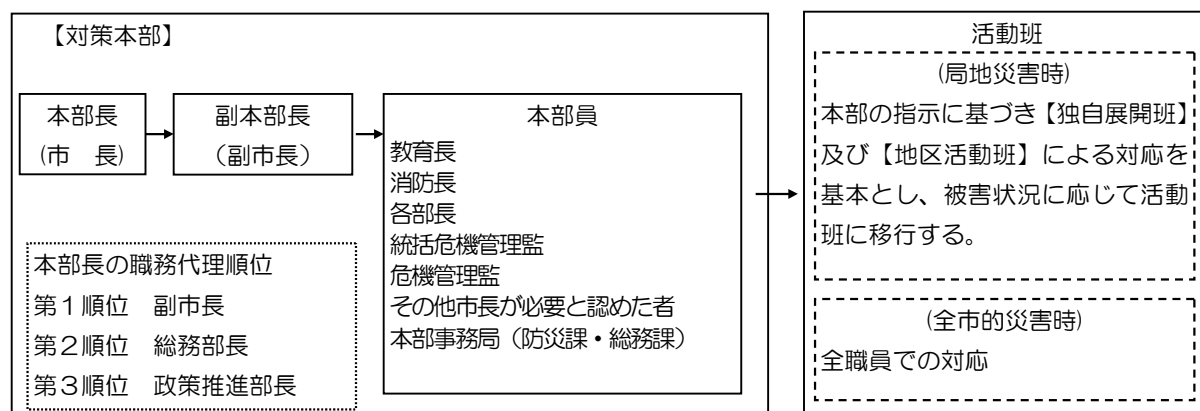 【対策本部】
本部長
(市　長)
副本部長
（副市長）
本部員
教育長
消防長
各部長
統括危機管理監
危機管理監
その他市長が必要と認めた者
本部事務局（防災課・総務課）
本部長の職務代理順位
第１順位　副市長
第２順位　総務部長
第３順位　政策推進部長
活動班
(局地災害時)
本部の指示に基づき【独自展開班】
及び【地区活動班】による対応を
基本とし、被害状況に応じて活動
班に移行する。
(全市的災害時)
全職員での対応